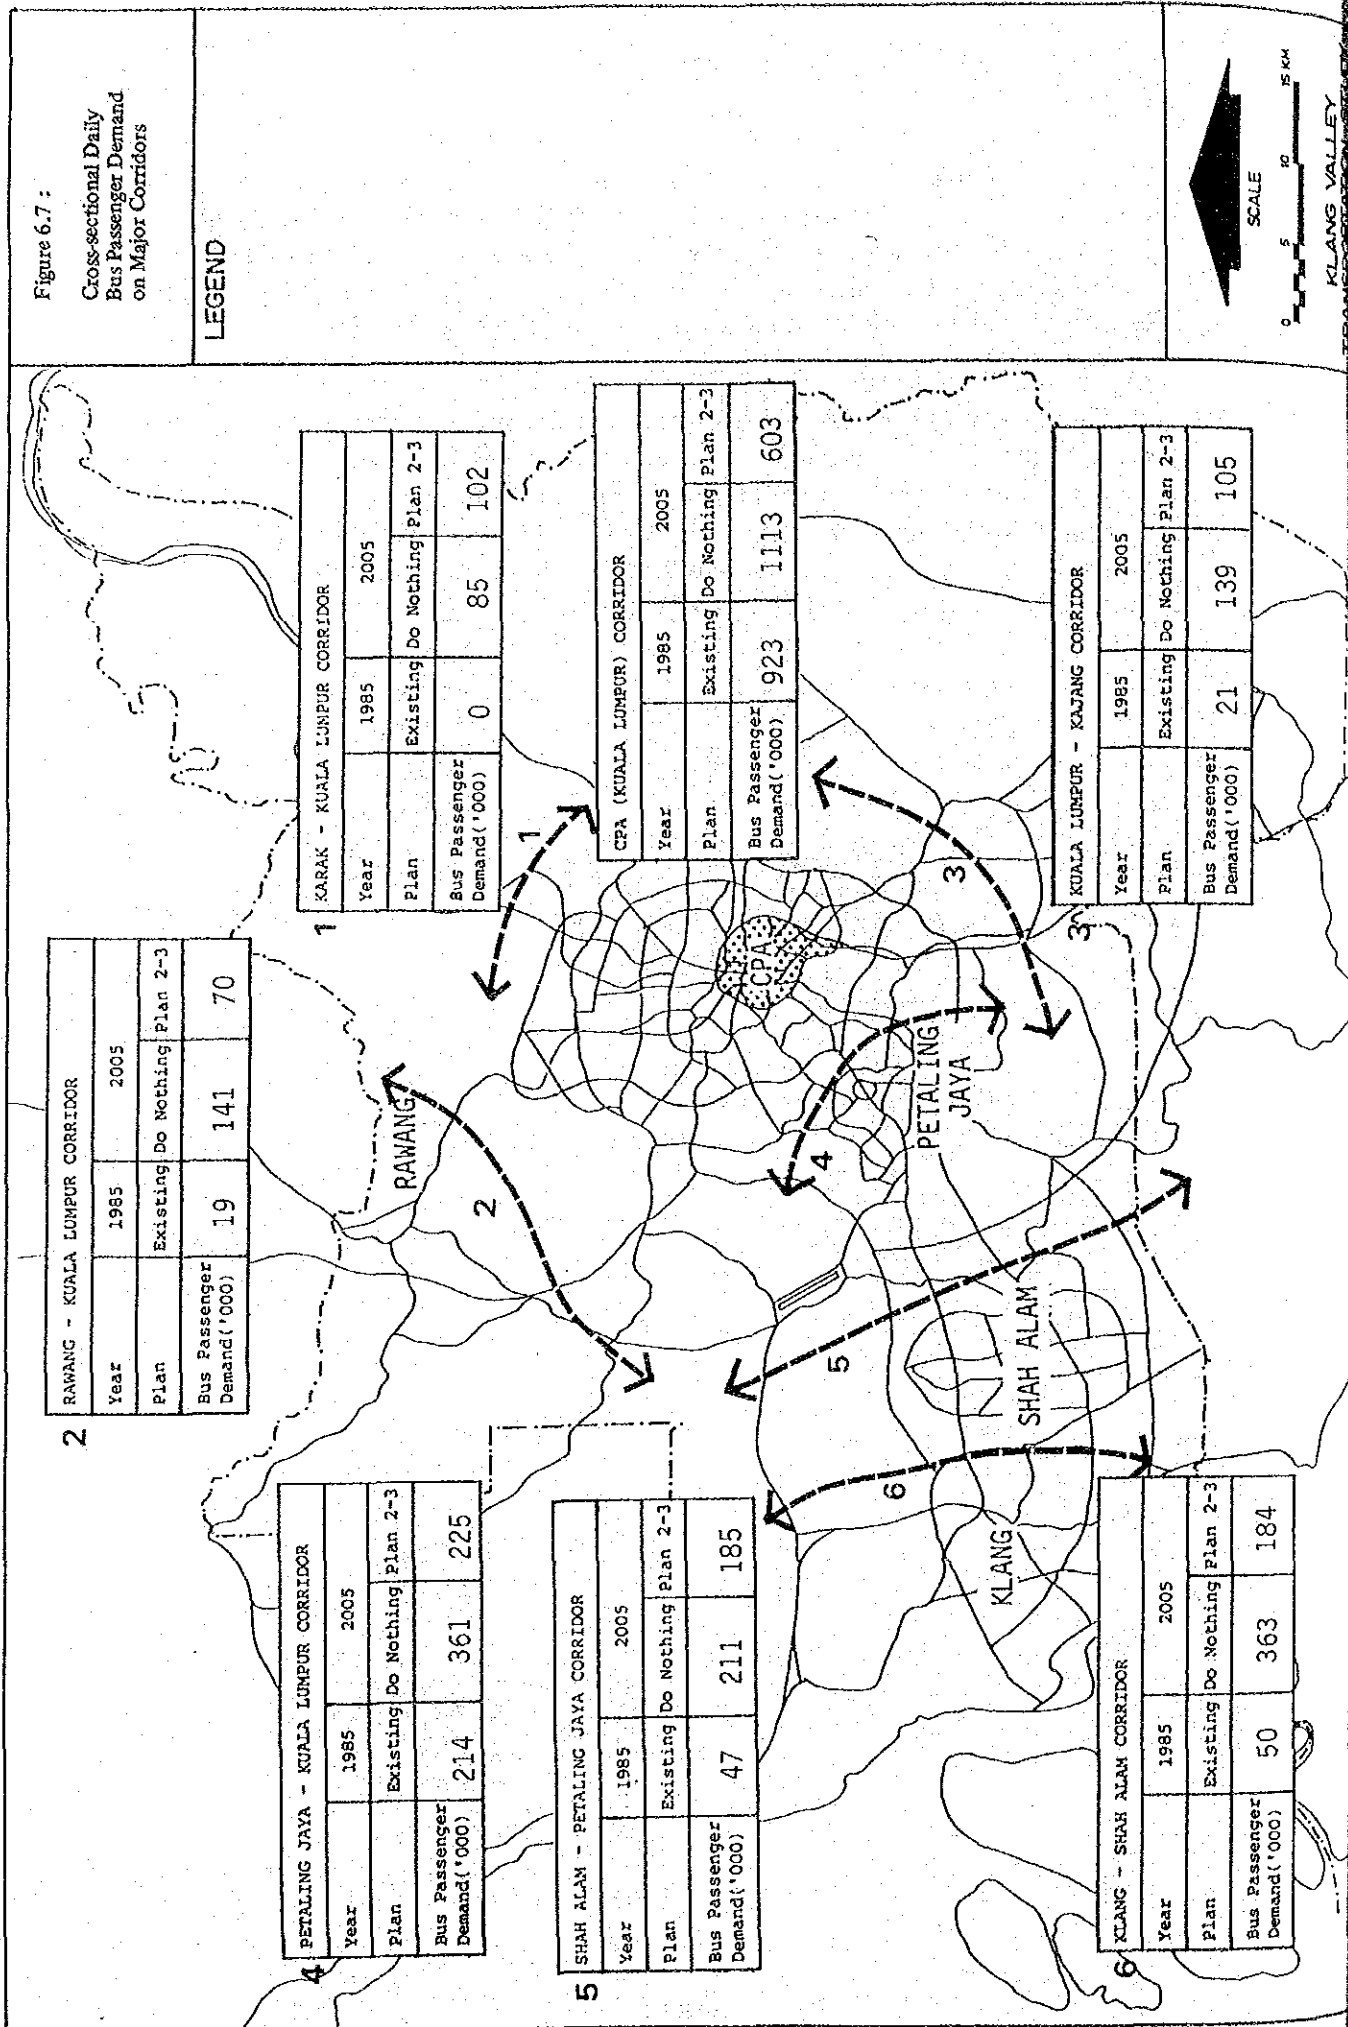 Figure 6.7 :
Cross-sectional Daily
Bus Passenger Demand
on Major Corridors
LEGEND
SCALE
0 5 10 15 KM
KLANG VALLEY
2
RAWANG - KUALA LUMPUR CORRIDOR
Year 1985 2005
Plan Existing Do Nothing Plan 2-3
Bus Passenger
Demand('000) 19 141 70
1
KARAK - KUALA LUMPUR CORRIDOR
Year 1985 2005
Plan Existing Do Nothing Plan 2-3
Bus Passenger
Demand('000) 0 85 102
CPA (KUALA LUMPUR) CORRIDOR
Year 1985 2005
Plan Existing Do Nothing Plan 2-3
Bus Passenger
Demand('000) 923 1113 603
3
KUALA LUMPUR - KAJANG CORRIDOR
Year 1985 2005
Plan Existing Do Nothing Plan 2-3
Bus Passenger
Demand('000) 21 139 105
4
PETALING JAYA - KUALA LUMPUR CORRIDOR
Year 1985 2005
Plan Existing Do Nothing Plan 2-3
Bus Passenger
Demand('000) 214 361 225
5
SHAH ALAM - PETALING JAYA CORRIDOR
Year 1985 2005
Plan Existing Do Nothing Plan 2-3
Bus Passenger
Demand('000) 47 211 185
6
KLANG - SHAH ALAM CORRIDOR
Year 1985 2005
Plan Existing Do Nothing Plan 2-3
Bus Passenger
Demand('000) 50 363 184
RAWANG
1
2
CPA
3
4
PETALING
JAYA
5
SHAH ALAM
6
KLANG